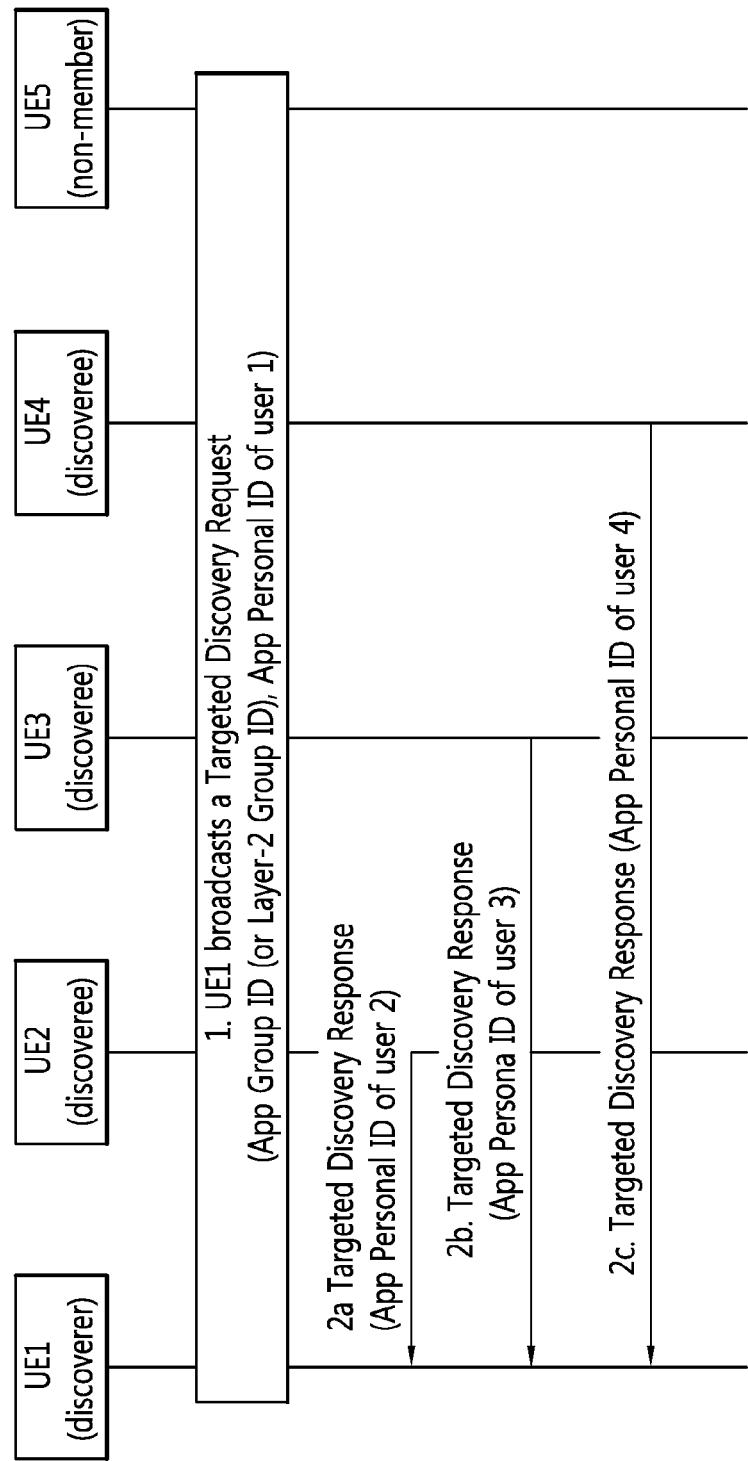 UE1
(discoverer)
UE2
(discoveree)
UE3
(discoveree)
UE4
(discoveree)
UE5
(non-member)
1. UE1 broadcasts a Targeted Discovery Request
(App Group ID (or Layer-2 Group ID), App Personal ID of user 1)
2a Targeted Discovery Response
(App Personal ID of user 2)
2b. Targeted Discovery Response
(App Persona ID of user 3)
2c. Targeted Discovery Response (App Personal ID of user 4)